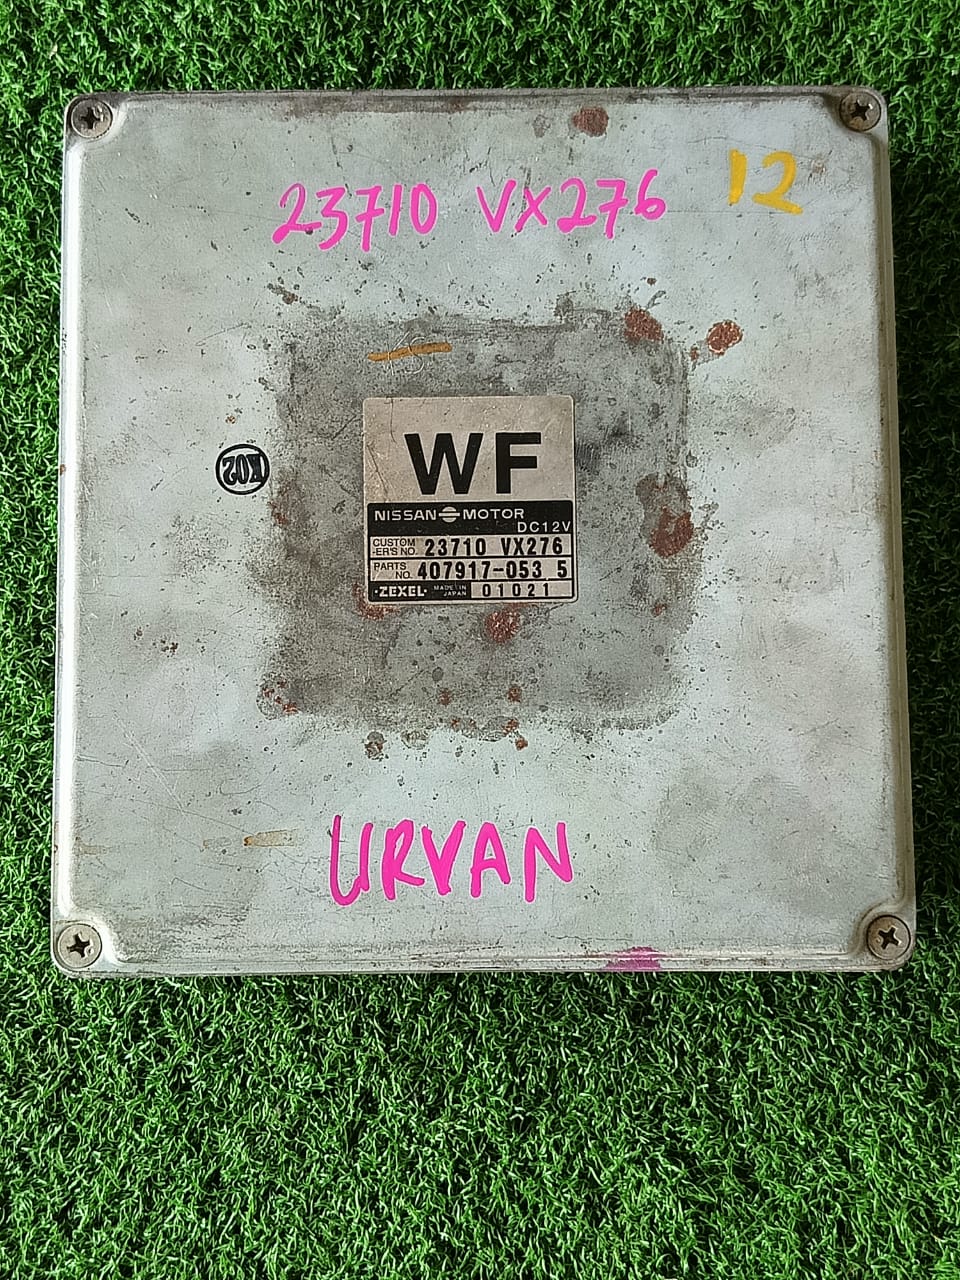 23710 VX276
12
K02
WF
NISSAN MOTOR
DC12V
CUSTOM
-ER'S NO. 23710 VX276
PARTS
NO. 407917-053 5
·ZEXEL· MADE IN
JAPAN 01021
URVAN